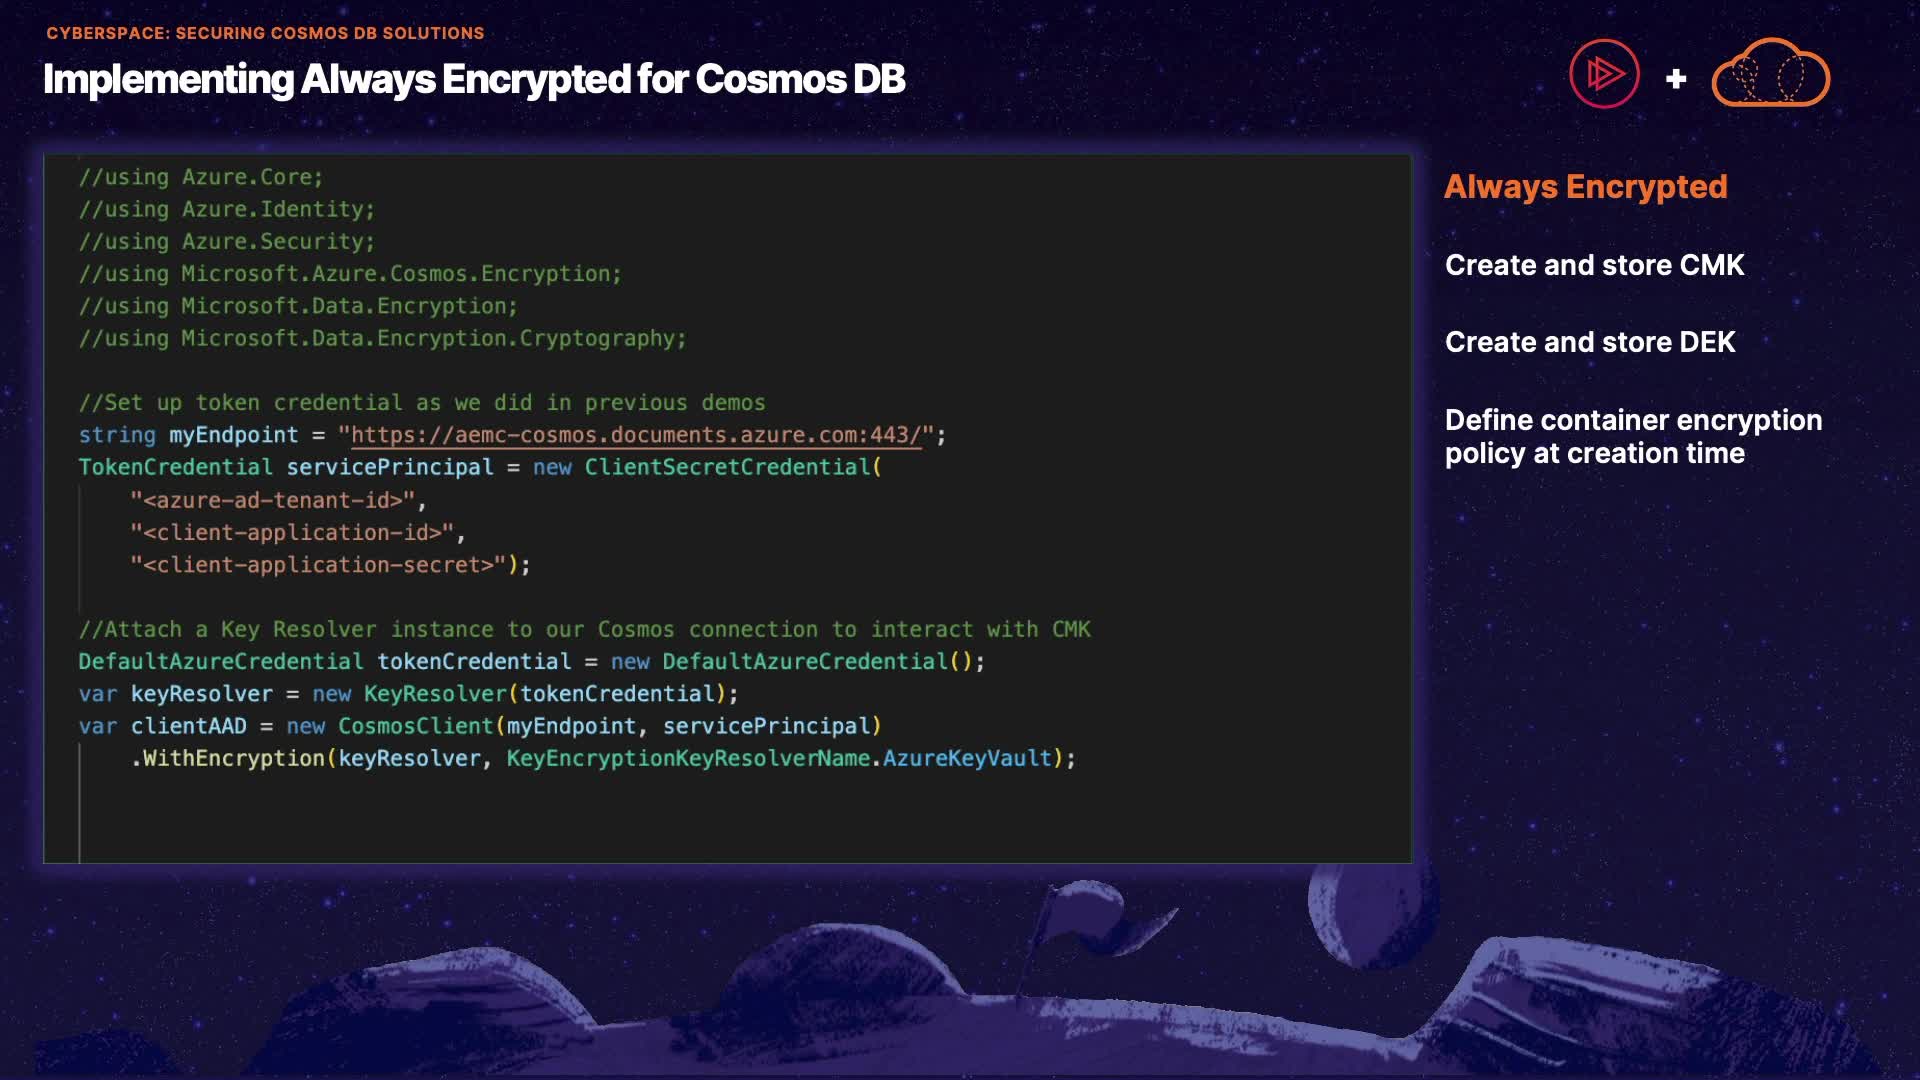 CYBERSPACE: SECURING COSMOS DB SOLUTIONS
Implementing Always Encrypted for Cosmos DB
+
//using Azure.Core;
//using Azure.Identity;
//using Azure.Security;
//using Microsoft.Azure.Cosmos.Encryption;
//using Microsoft.Data.Encryption;
//using Microsoft.Data.Encryption.Cryptography;
//Set up token credential as we did in previous demos
string myEndpoint = "https://aemc-cosmos.documents.azure.com:443/";
TokenCredential servicePrincipal = new ClientSecretCredential(
"<azure-ad-tenant-id>",
"<client-application-id>",
"<client-application-secret>");
//Attach a Key Resolver instance to our Cosmos connection to interact with CMK
DefaultAzureCredential tokenCredential = new DefaultAzureCredential();
var keyResolver = new KeyResolver(tokenCredential);
var clientAAD = new CosmosClient(myEndpoint, servicePrincipal)
.WithEncryption(keyResolver, KeyEncryptionKeyResolverName.AzureKeyVault);
Always Encrypted
Create and store CMK
Create and store DEK
Define container encryption
policy at creation time